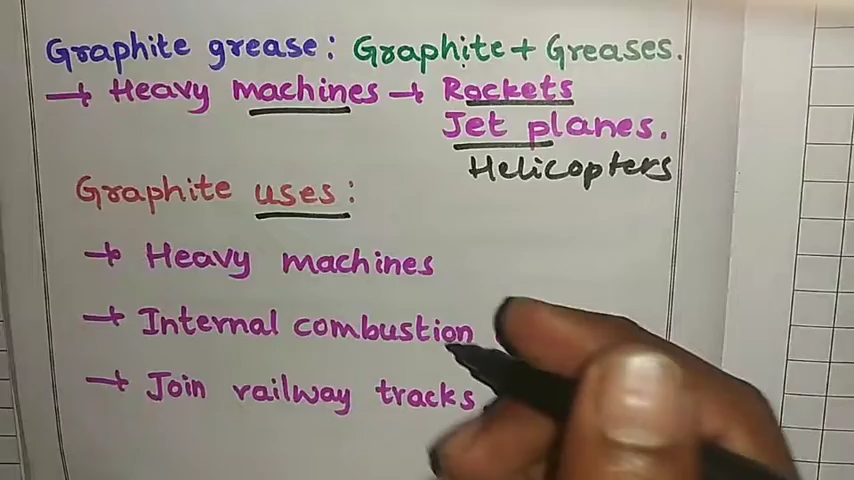 Graphite grease: Graphite + Greases.
→ Heavy machines → Rockets
Jet planes.
Helicopters
Graphite uses:
→ Heavy machines
→ Internal combustion
→ Join railway tracks